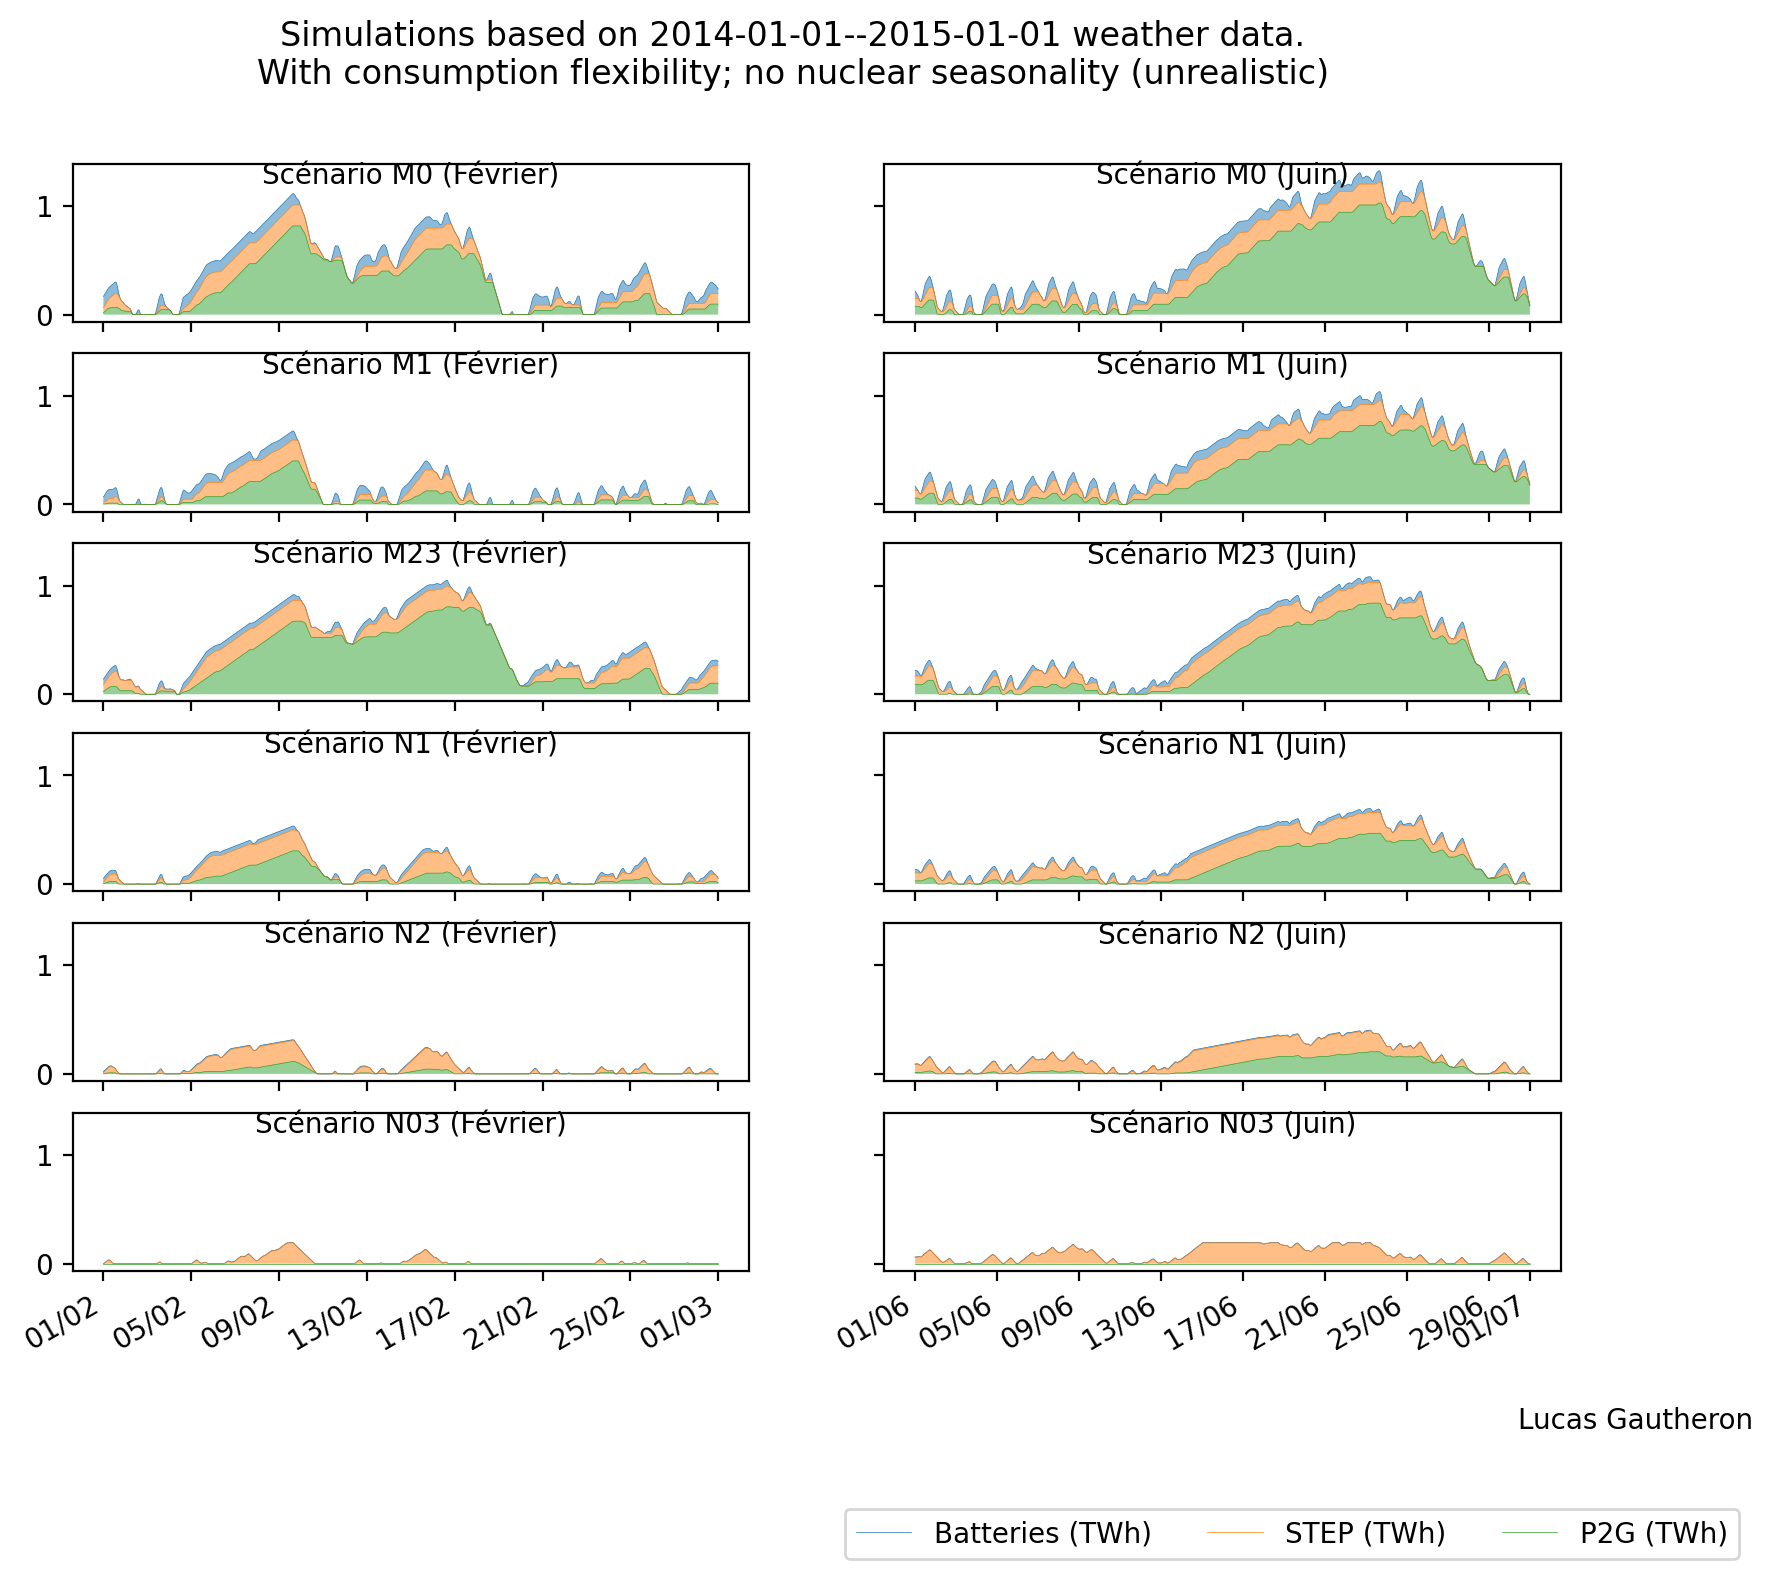 Simulations based on 2014-01-01--2015-01-01 weather data.
With consumption flexibility; no nuclear seasonality (unrealistic)
Scénario M0 (Février)
1
0
Scénario M0 (Juin)
Scénario M1 (Février)
1
0
Scénario M1 (Juin)
Scénario M23 (Février)
1
0
Scénario M23 (Juin)
Scénario N1 (Février)
1
0
Scénario N1 (Juin)
Scénario N2 (Février)
1
0
Scénario N2 (Juin)
Scénario N03 (Février)
1
0
Scénario N03 (Juin)
01/02 05/02 09/02 13/02 17/02 21/02 25/02 01/03
01/06 05/06 09/06 13/06 17/06 21/06 25/06 29/06 01/07
Lucas Gautheron
Batteries (TWh) STEP (TWh) P2G (TWh)